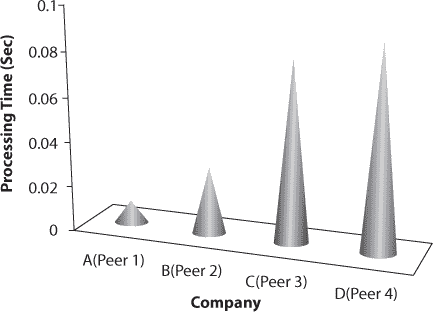 Processing Time (Sec)
0.1
0.08
0.06
0.04
0.02
0
A(Peer 1)
B(Peer 2)
C(Peer 3)
D(Peer 4)
Company